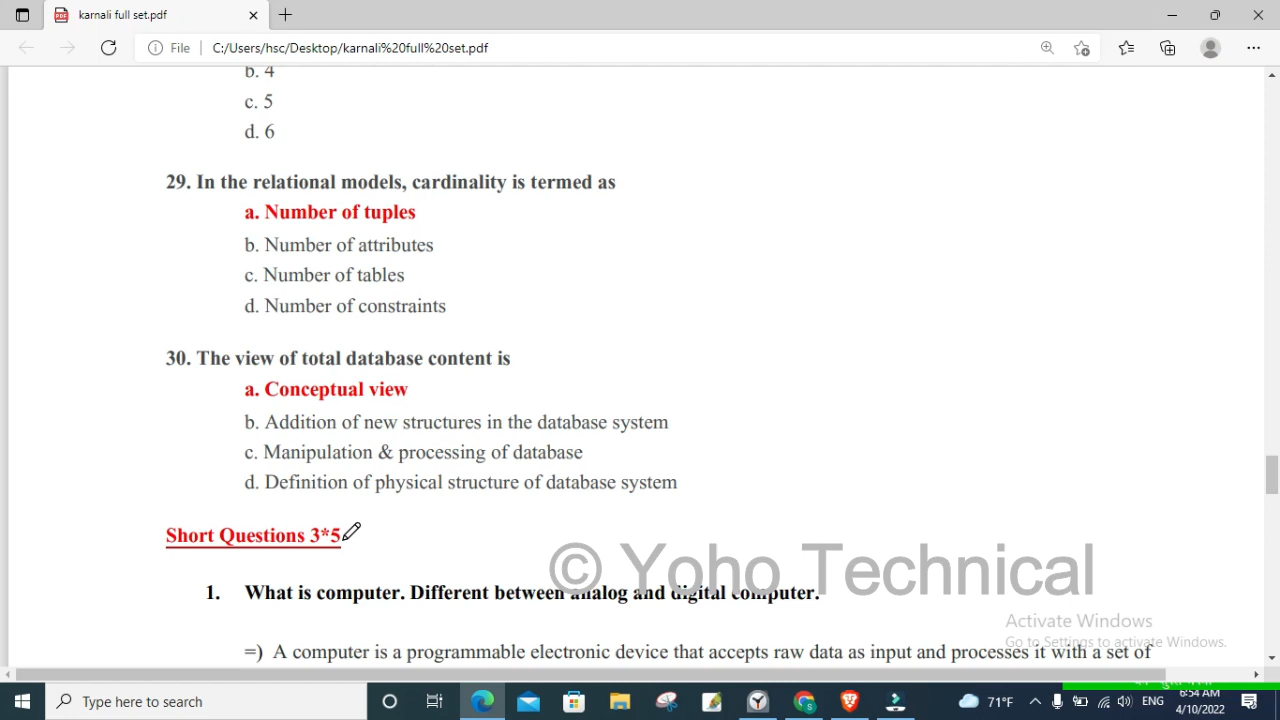 karnali full set.pdf
File
C:/Users/hsc/Desktop/karnali%20full%20set.pdf
b. 4
c. 5
d. 6
29. In the relational models, cardinality is termed as
a. Number of tuples
b. Number of attributes
c. Number of tables
d. Number of constraints
30. The view of total database content is
a. Conceptual view
b. Addition of new structures in the database system
c. Manipulation & processing of database
d. Definition of physical structure of database system
Short Questions 3*5
© Yoho Technical
1. What is computer. Different between analog and digital computer.
Activate Windows
Go to Settings to activate Windows.
=) A computer is a programmable electronic device that accepts raw data as input and processes it with a set of
Type here to search
71°F
ENG
6:54 AM
4/10/2022